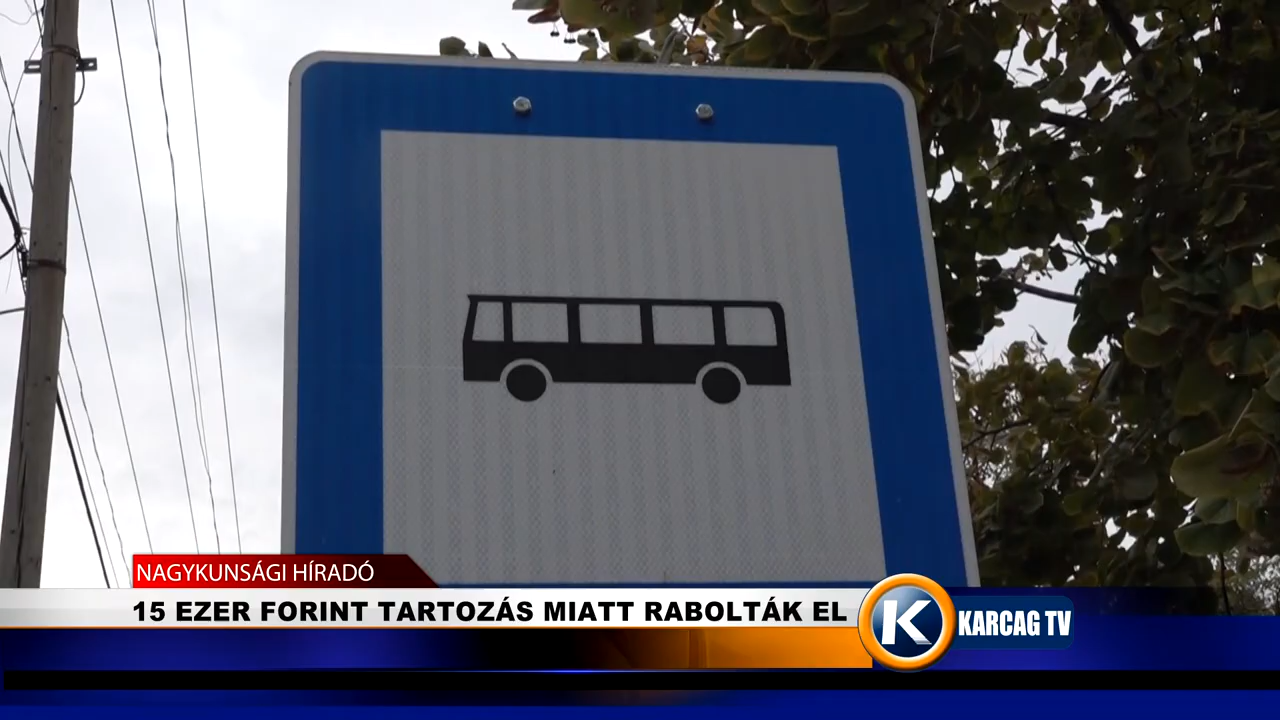 NAGYKUNSÁGI HÍRADÓ
15 EZER FORINT TARTOZÁS MIATT RABOLTÁK EL
K
KARCAG TV